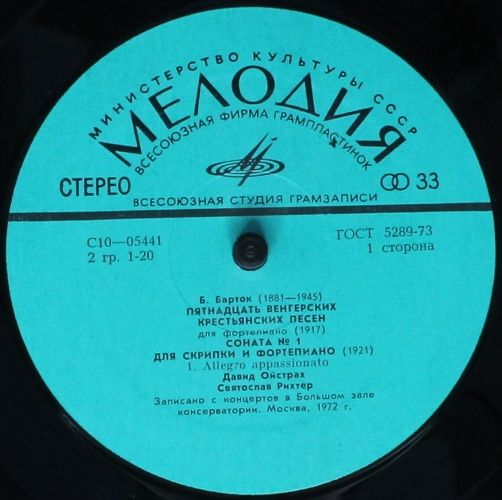 МИНИСТЕРСТВО КУЛЬТУРЫ СССР
МЕЛОДИЯ
ВСЕСОЮЗНАЯ ФИРМА ГРАМПЛАСТИНОК
СТЕРЕО
33
ВСЕСОЮЗНАЯ СТУДИЯ ГРАМЗАПИСИ
С10—05441
ГОСТ 5289-73
2 гр. 1-20
1 сторона
Б. Барток (1881—1945)
ПЯТНАДЦАТЬ ВЕНГЕРСКИХ
КРЕСТЬЯНСКИХ ПЕСЕН
для фортепиано (1917)
СОНАТА № 1
ДЛЯ СКРИПКИ И ФОРТЕПИАНО (1921)
1. Allegro appassionato
Давид Ойстрах
Святослав Рихтер
Записано с концертов в Большом зале
консерватории. Москва, 1972 г.